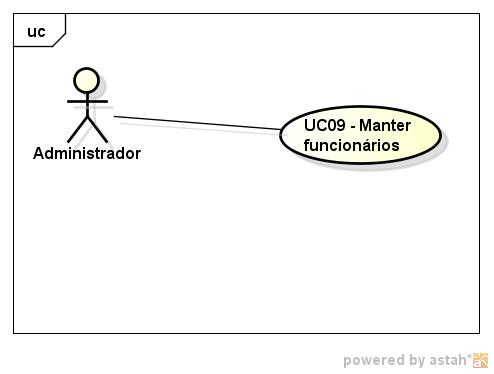 uc
Administrador
UC09 - Manter
funcionários
powered by astah*